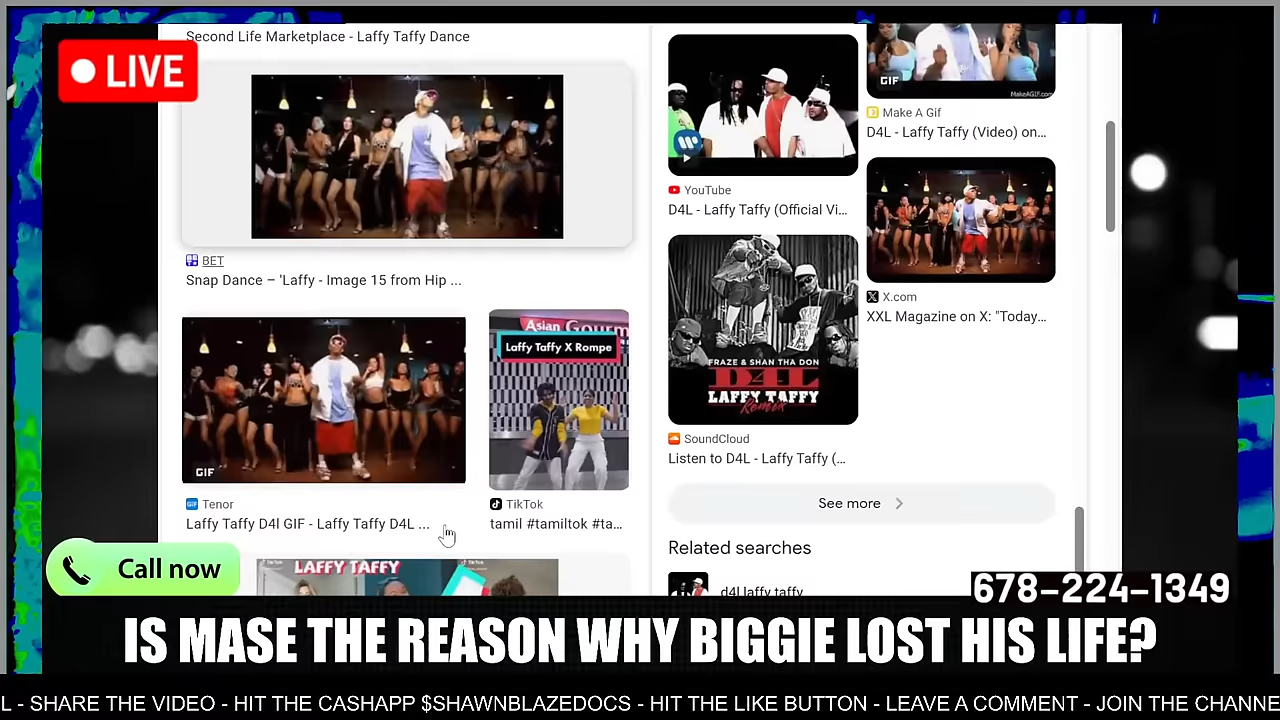 Second Life Marketplace - Laffy Taffy Dance
LIVE
BET
Snap Dance – 'Laffy - Image 15 from Hip ...
GIF
Tenor
Laffy Taffy D4l GIF - Laffy Taffy D4L ...
Asian Gour
Laffy Taffy X Rompe
TikTok
tamil #tamiltok #ta...
LAFFY TAFFY
YouTube
D4L - Laffy Taffy (Official Vi...
FRAZE & SHAN THA DON
D4L
LAFFY TAFFY
Remix
SoundCloud
Listen to D4L - Laffy Taffy (...
GIF
MakeAGIF.com
Make A Gif
D4L - Laffy Taffy (Video) on...
X.com
XXL Magazine on X: "Today...
See more
Related searches
d4l laffy taffy
Call now
678-224-1349
IS MASE THE REASON WHY BIGGIE LOST HIS LIFE?
L - SHARE THE VIDEO - HIT THE CASHAPP $SHAWNBLAZEDOCS - HIT THE LIKE BUTTON - LEAVE A COMMENT - JOIN THE CHANNE